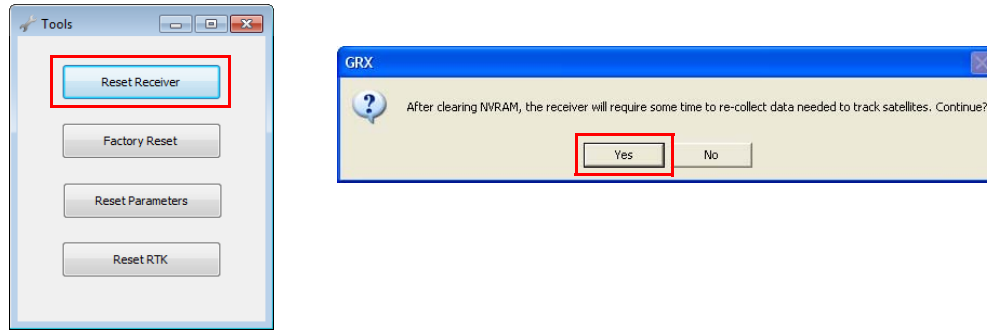 Tools
Reset Receiver
Factory Reset
Reset Parameters
Reset RTK
GRX
After clearing NVRAM, the receiver will require some time to re-collect data needed to track satellites. Continue?
Yes
No